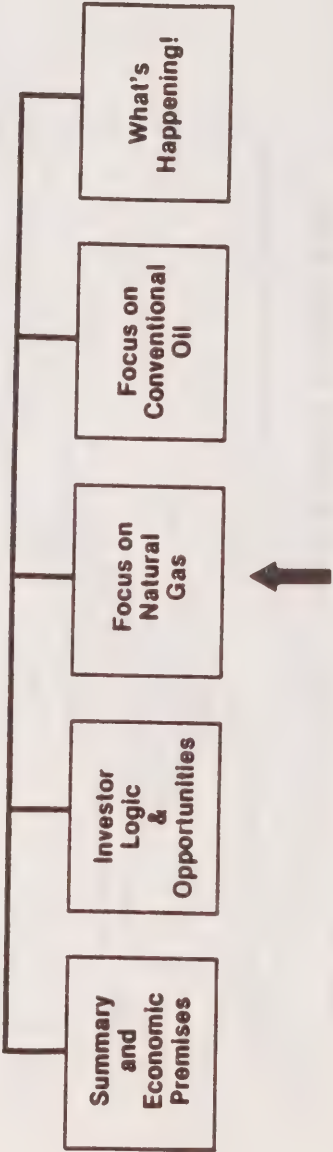 Summary
and
Economic
Premises
Investor
Logic
&
Opportunities
Focus on
Natural
Gas
Focus on
Conventional
Oil
What's
Happening!